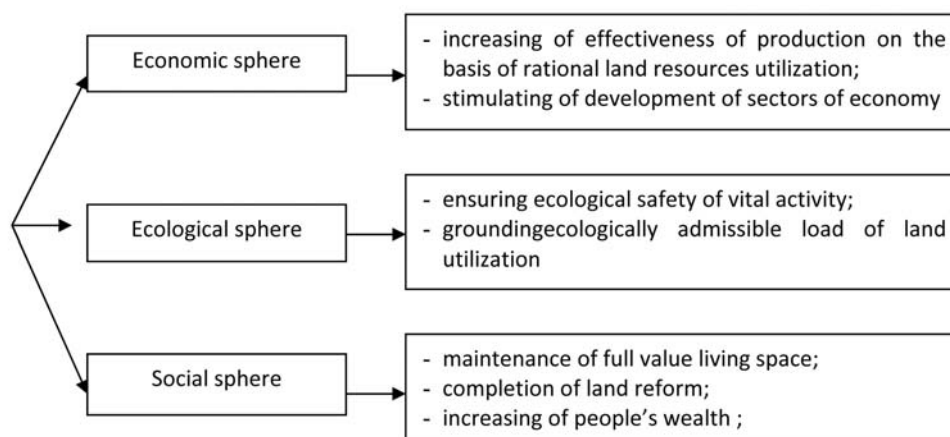 Economic sphere
- increasing of effectiveness of production on the
basis of rational land resources utilization;
- stimulating of development of sectors of economy
Ecological sphere
- ensuring ecological safety of vital activity;
- groundingecologically admissible load of land
utilization
Social sphere
- maintenance of full value living space;
- completion of land reform;
- increasing of people’s wealth ;